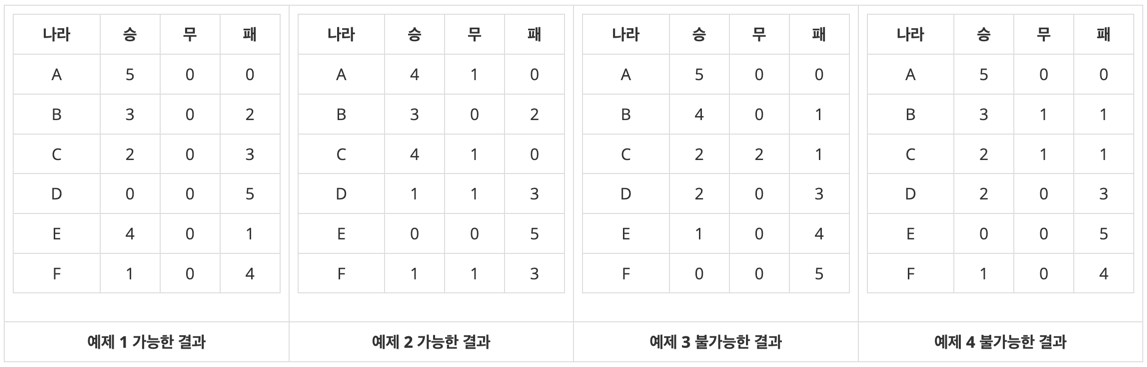 나라 승 무 패
A 5 0 0
B 3 0 2
C 2 0 3
D 0 0 5
E 4 0 1
F 1 0 4
예제 1 가능한 결과
나라 승 무 패
A 4 1 0
B 3 0 2
C 4 1 0
D 1 1 3
E 0 0 5
F 1 1 3
예제 2 가능한 결과
나라 승 무 패
A 5 0 0
B 4 0 1
C 2 2 1
D 2 0 3
E 1 0 4
F 0 0 5
예제 3 불가능한 결과
나라 승 무 패
A 5 0 0
B 3 1 1
C 2 1 1
D 2 0 3
E 0 0 5
F 1 0 4
예제 4 불가능한 결과